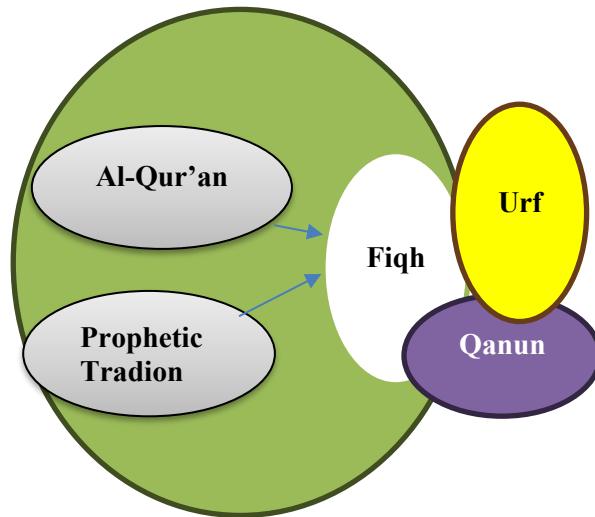 Al-Qur’an
Urf
Fiqh
Prophetic
Tradion
Qanun